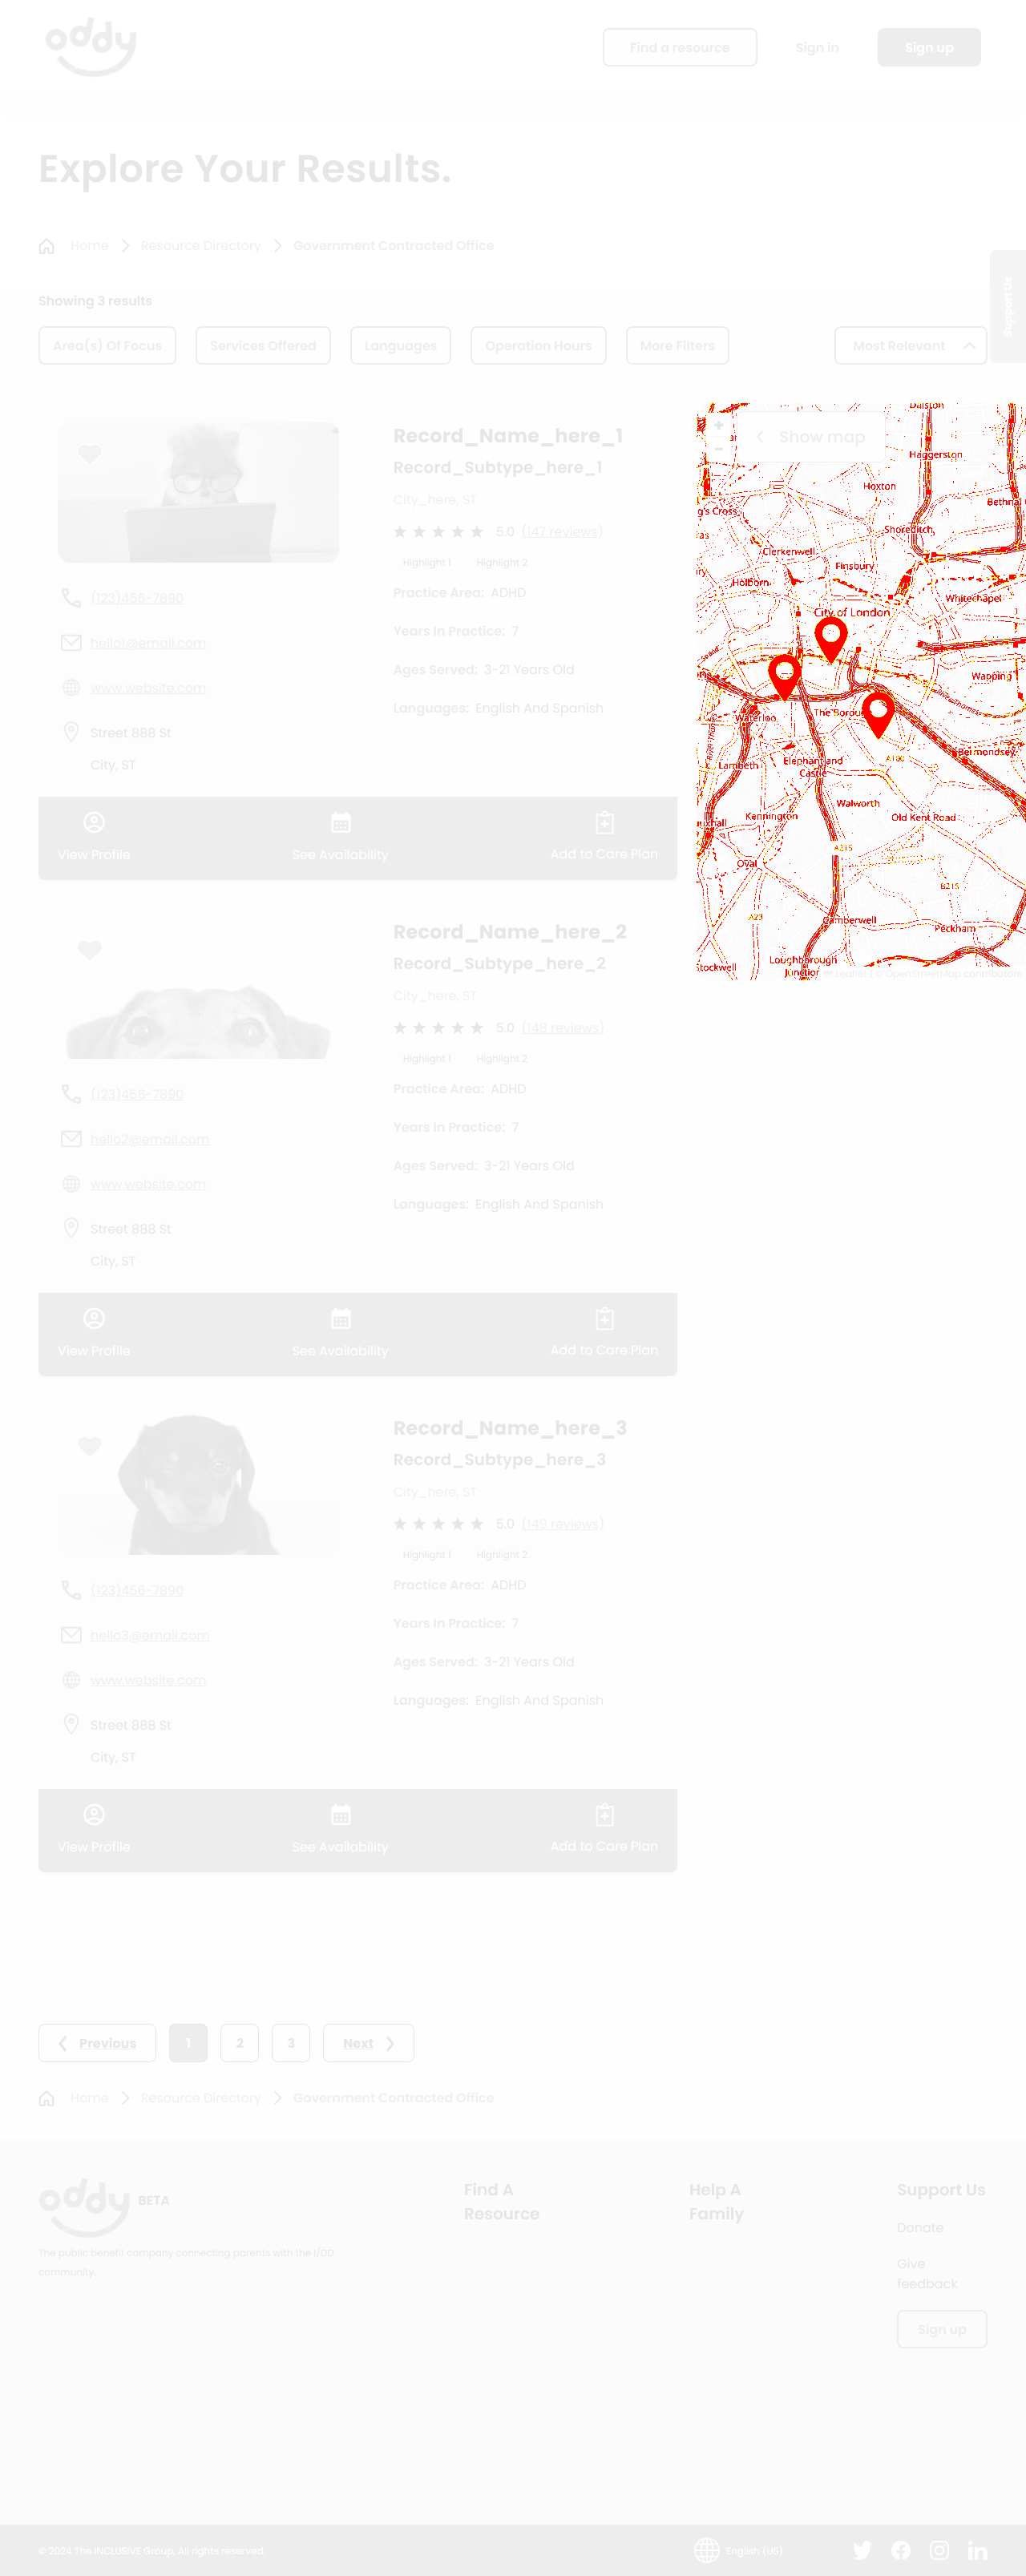 oddy
Find a resource
Sign in
Sign up
Explore Your Results.
Home
Resource Directory
Government Contracted Office
Support Us
Showing 3 results
Area(s) Of Focus
Services Offered
Languages
Operation Hours
More Filters
Most Relevant
Record_Name_here_1
Record_Subtype_here_1
City_here, ST
5.0 (147 reviews)
Highlight 1
Highlight 2
Practice Area: ADHD
Years In Practice: 7
Ages Served: 3-21 Years Old
Languages: English And Spanish
(123)456-7890
hello1@email.com
www.website.com
Street 888 St
City, ST
View Profile
See Availability
Add to Care Plan
+
−
Show map
Dalston
Haggerston
Hoxton
Bethnal
g's Cross
Shoreditch
Clerkenwell
Finsbury
Holborn
Whitechapel
City of London
Wapping
The Boroug
Waterloo
Bermondsey
A100
Lambeth
Elephant and
Castle
Walworth
Kennington
Old Kent Road
auxhall
A215
Oval
B215
A23
Camberwell
Peckham
Stockwell
Loughborough
Junction
Leaflet | © OpenStreetMap contributors
Record_Name_here_2
Record_Subtype_here_2
City_here, ST
5.0 (148 reviews)
Highlight 1
Highlight 2
Practice Area: ADHD
Years In Practice: 7
Ages Served: 3-21 Years Old
Languages: English And Spanish
(123)456-7890
hello2@email.com
www.website.com
Street 888 St
City, ST
View Profile
See Availability
Add to Care Plan
Record_Name_here_3
Record_Subtype_here_3
City_here, ST
5.0 (149 reviews)
Highlight 1
Highlight 2
Practice Area: ADHD
Years In Practice: 7
Ages Served: 3-21 Years Old
Languages: English And Spanish
(123)456-7890
hello3@email.com
www.website.com
Street 888 St
City, ST
View Profile
See Availability
Add to Care Plan
Previous
1
2
3
Next
Home
Resource Directory
Government Contracted Office
oddy BETA
The public benefit company connecting parents with the I/DD
community.
Find A
Resource
Help A
Family
Support Us
Donate
Give
feedback
Sign up
© 2024 The INCLUSIVE Group, All rights reserved.
English (US)